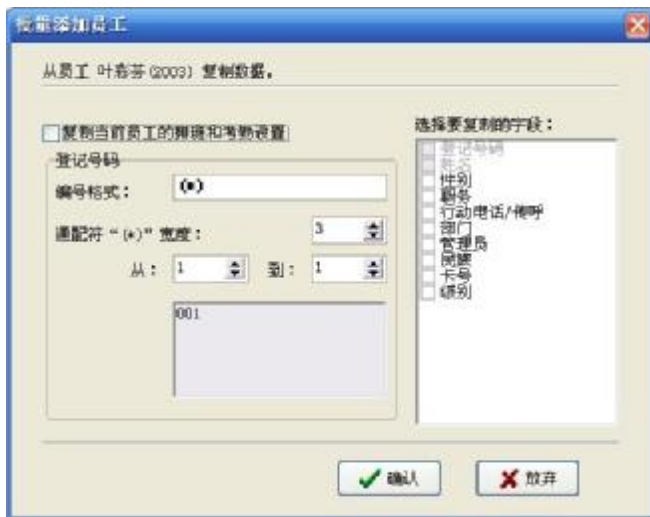 批量添加员工
从员工 叶嘉芬(2003) 复制数据。
复制当前员工的排班和考勤设置
选择要复制的字段：
登记号码
编号格式： (*)
通配符“(*)”宽度： 3
从： 1 到： 1
001
登记号码
姓名
性别
职务
行动电话/传呼
部门
管理员
民族
卡号
级别
确认
放弃